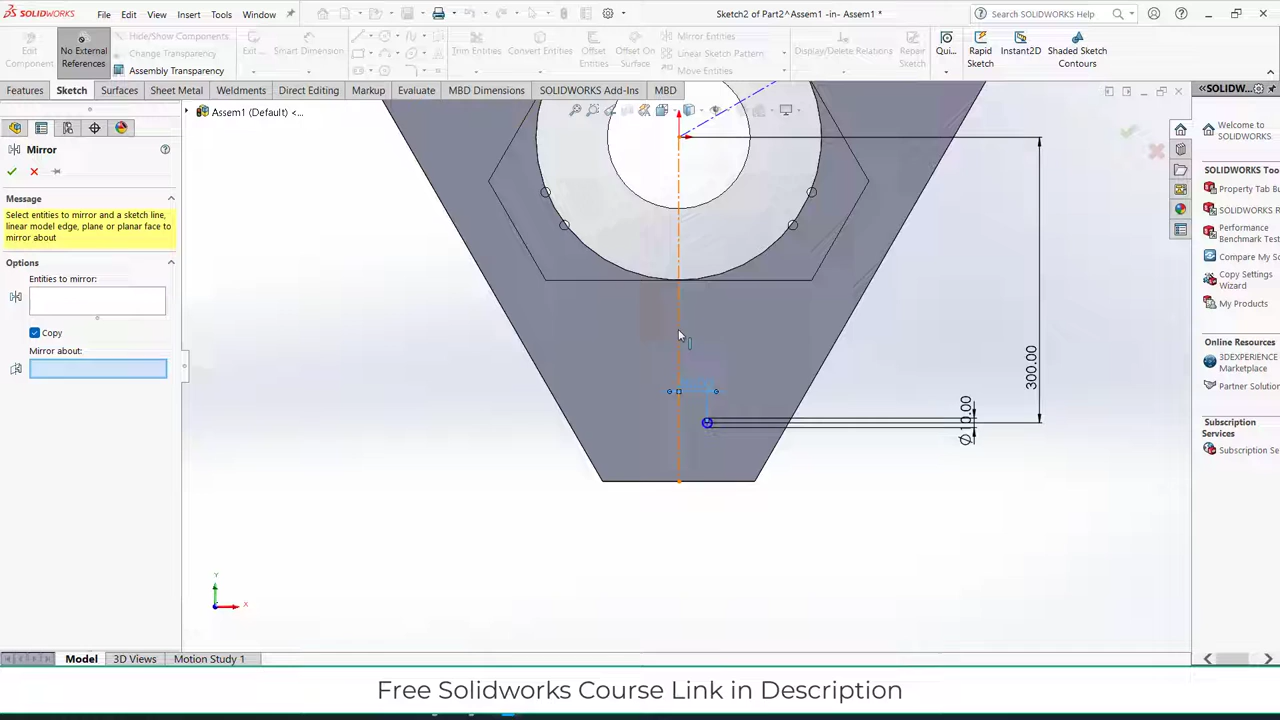 SOLIDWORKS
File
Edit
View
Insert
Tools
Window
Sketch2 of Part2^Assem1 -in- Assem1 *
Search SOLIDWORKS Help
Edit
Component
No External
References
Hide/Show Components
Change Transparency
Assembly Transparency
Exit...
Smart Dimension
Trim Entities
Convert Entities
Offset
Entities
Offset On
Surface
Mirror Entities
Linear Sketch Pattern
Move Entities
Display/Delete Relations
Repair
Sketch
Qui...
Rapid
Sketch
Instant2D
Shaded Sketch
Contours
Features
Sketch
Surfaces
Sheet Metal
Weldments
Direct Editing
Markup
Evaluate
MBD Dimensions
SOLIDWORKS Add-Ins
MBD
Assem1 (Default) <...
Mirror
Message
Select entities to mirror and a sketch line,
linear model edge, plane or planar face to
mirror about
Options
Entities to mirror:
Copy
Mirror about:
300.00
Ø10.00
Y
X
SOLIDW...
Welcome to
SOLIDWORKS
SOLIDWORKS Too
Property Tab Bu
SOLIDWORKS R
Performance
Benchmark Test
Compare My So
Copy Settings
Wizard
My Products
Online Resources
3DEXPERIENCE
Marketplace
Partner Solution
Subscription
Services
Subscription Se
Model
3D Views
Motion Study 1
Free Solidworks Course Link in Description